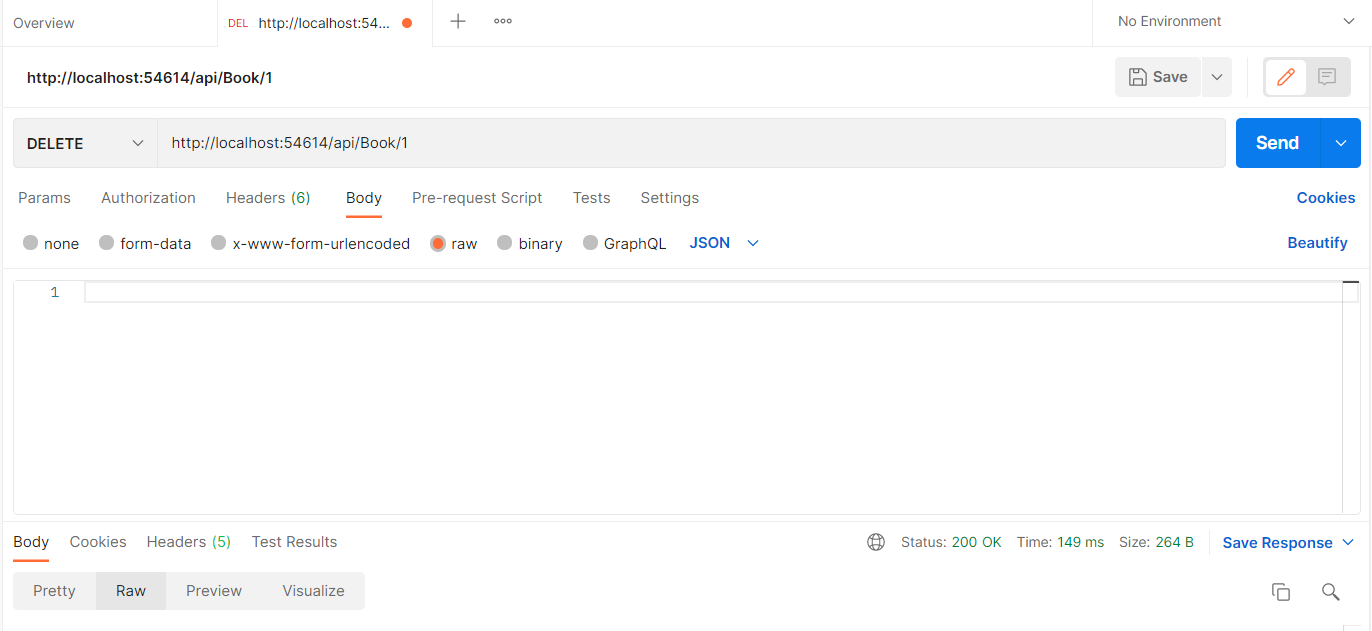 Overview
DEL http://localhost:54...
No Environment
http://localhost:54614/api/Book/1
Save
DELETE http://localhost:54614/api/Book/1 Send
Params Authorization Headers (6) Body Pre-request Script Tests Settings Cookies
none form-data x-www-form-urlencoded raw binary GraphQL JSON Beautify
1
Body Cookies Headers (5) Test Results Status: 200 OK Time: 149 ms Size: 264 B Save Response
Pretty Raw Preview Visualize